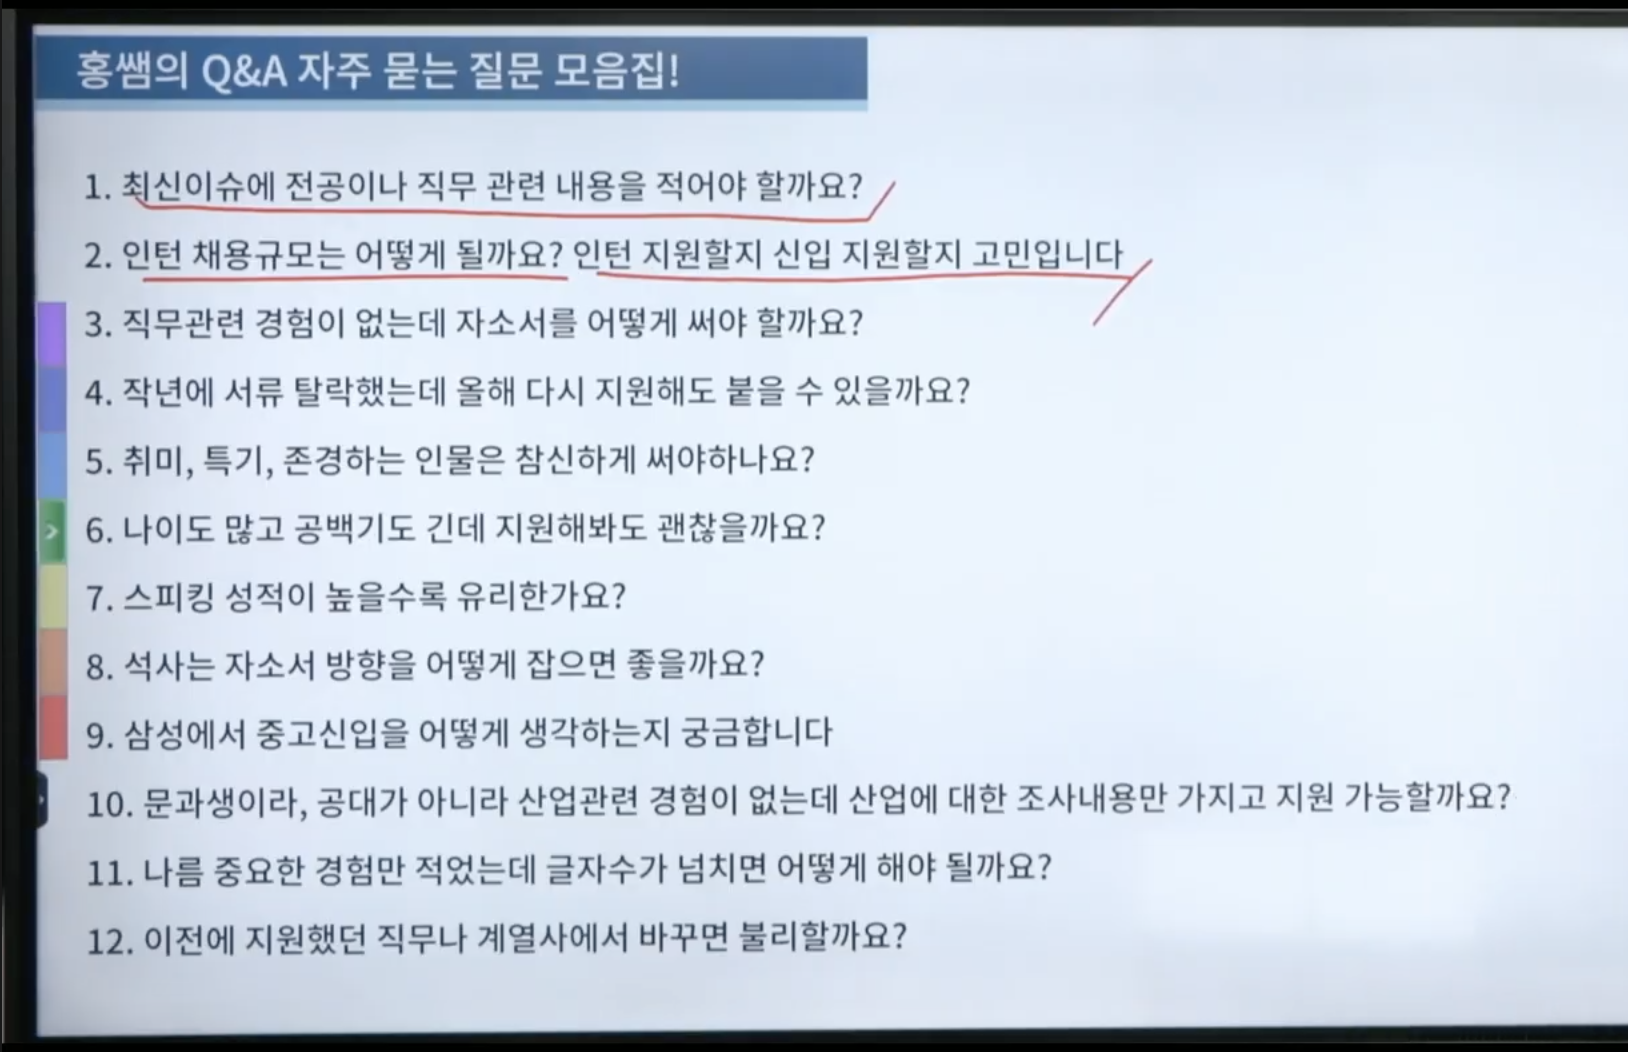 홍쌤의 Q&A 자주 묻는 질문 모음집!
1. 최신이슈에 전공이나 직무 관련 내용을 적어야 할까요?
2. 인턴 채용규모는 어떻게 될까요? 인턴 지원할지 신입 지원할지 고민입니다
3. 직무관련 경험이 없는데 자소서를 어떻게 써야 할까요?
4. 작년에 서류 탈락했는데 올해 다시 지원해도 붙을 수 있을까요?
5. 취미, 특기, 존경하는 인물은 참신하게 써야하나요?
6. 나이도 많고 공백기도 긴데 지원해봐도 괜찮을까요?
7. 스피킹 성적이 높을수록 유리한가요?
8. 석사는 자소서 방향을 어떻게 잡으면 좋을까요?
9. 삼성에서 중고신입을 어떻게 생각하는지 궁금합니다
10. 문과생이라, 공대가 아니라 산업관련 경험이 없는데 산업에 대한 조사내용만 가지고 지원 가능할까요?
11. 나름 중요한 경험만 적었는데 글자수가 넘치면 어떻게 해야 될까요?
12. 이전에 지원했던 직무나 계열사에서 바꾸면 불리할까요?